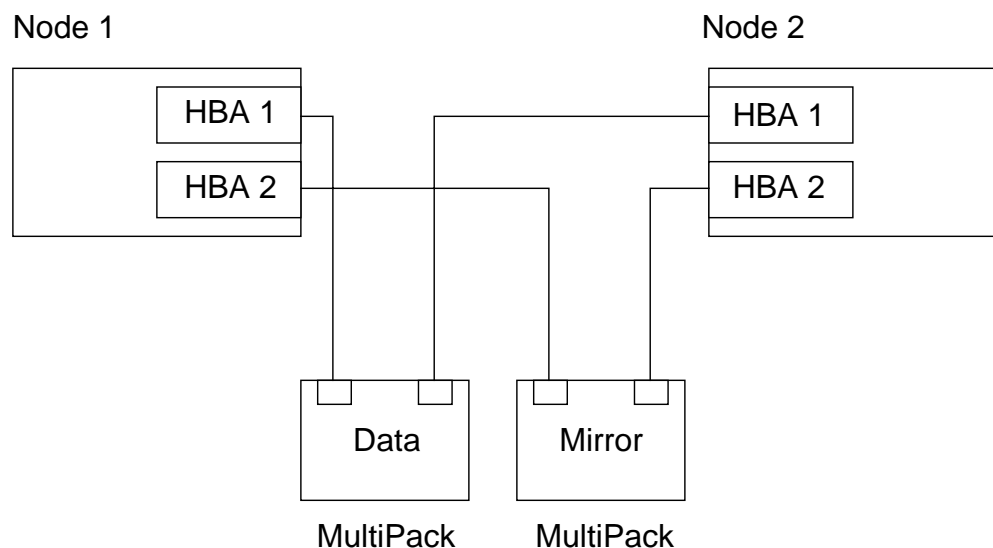 Node 1
Node 2
HBA 1
HBA 1
HBA 2
HBA 2
Data
Mirror
MultiPack
MultiPack